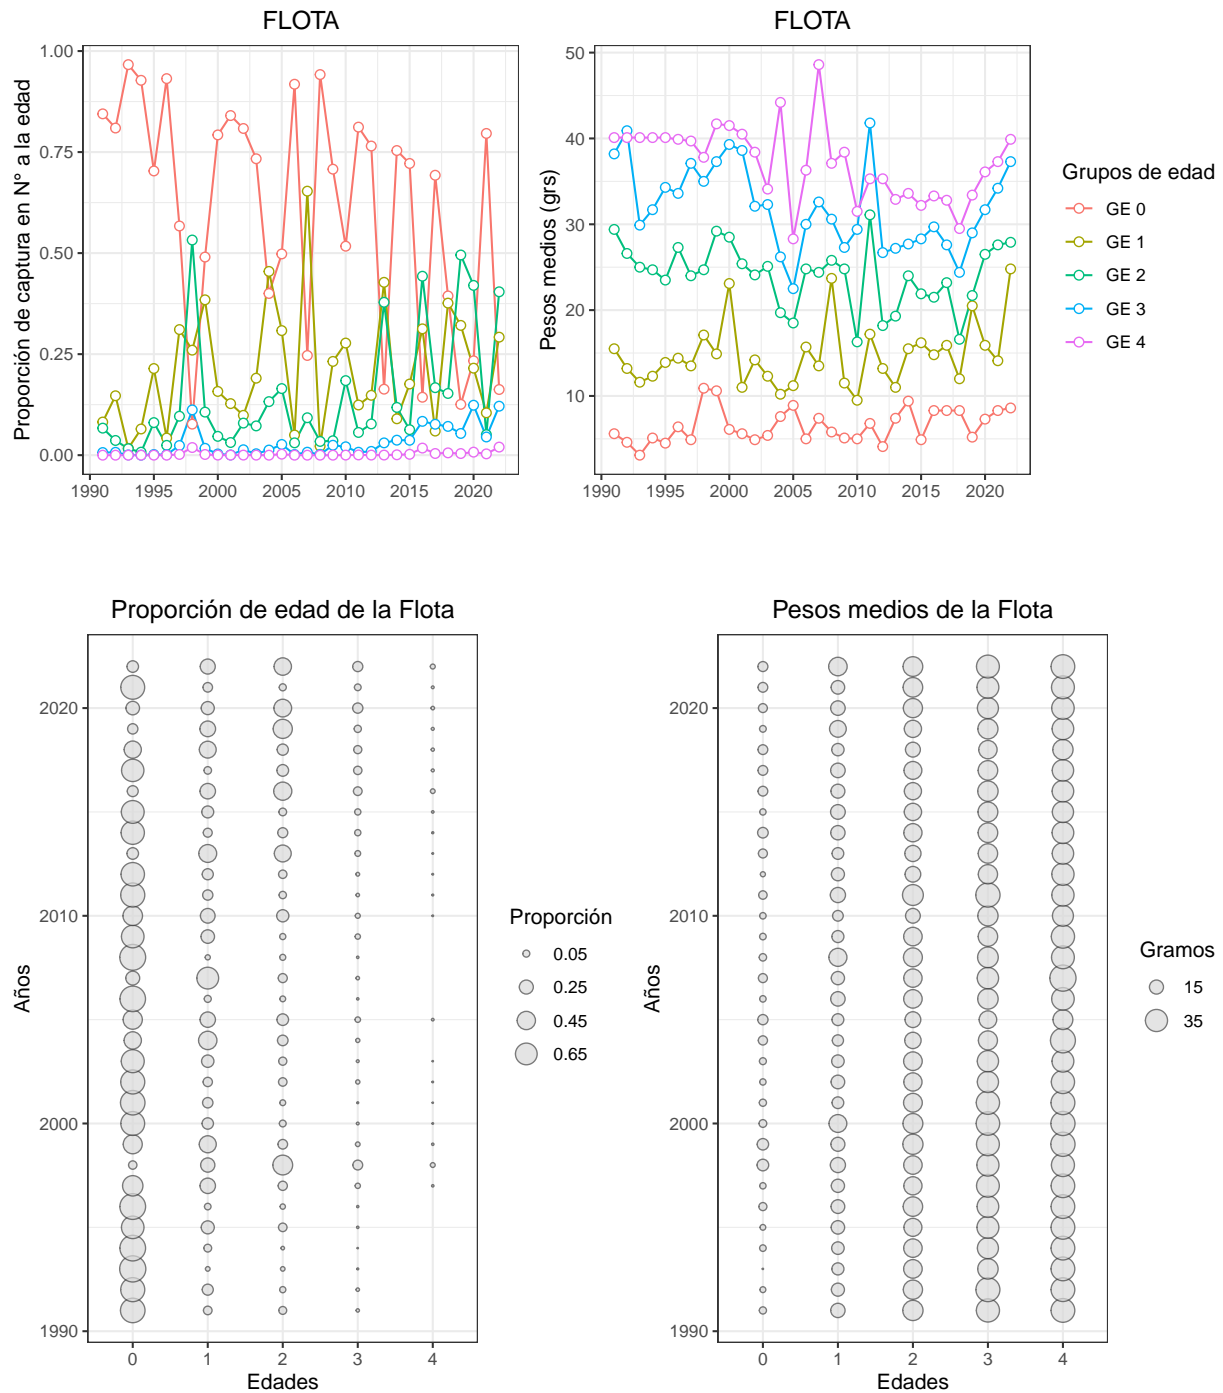 FLOTA
Proporción de captura en N° a la edad
1.00
0.75
0.50
0.25
0.00
1990 1995 2000 2005 2010 2015 2020
FLOTA
Pesos medios (grs)
50
40
30
20
10
1990 1995 2000 2005 2010 2015 2020
Grupos de edad
GE 0
GE 1
GE 2
GE 3
GE 4
Proporción de edad de la Flota
Años
2020
2010
2000
1990
0 1 2 3 4
Edades
Proporción
0.05
0.25
0.45
0.65
Pesos medios de la Flota
Años
2020
2010
2000
1990
0 1 2 3 4
Edades
Gramos
15
35